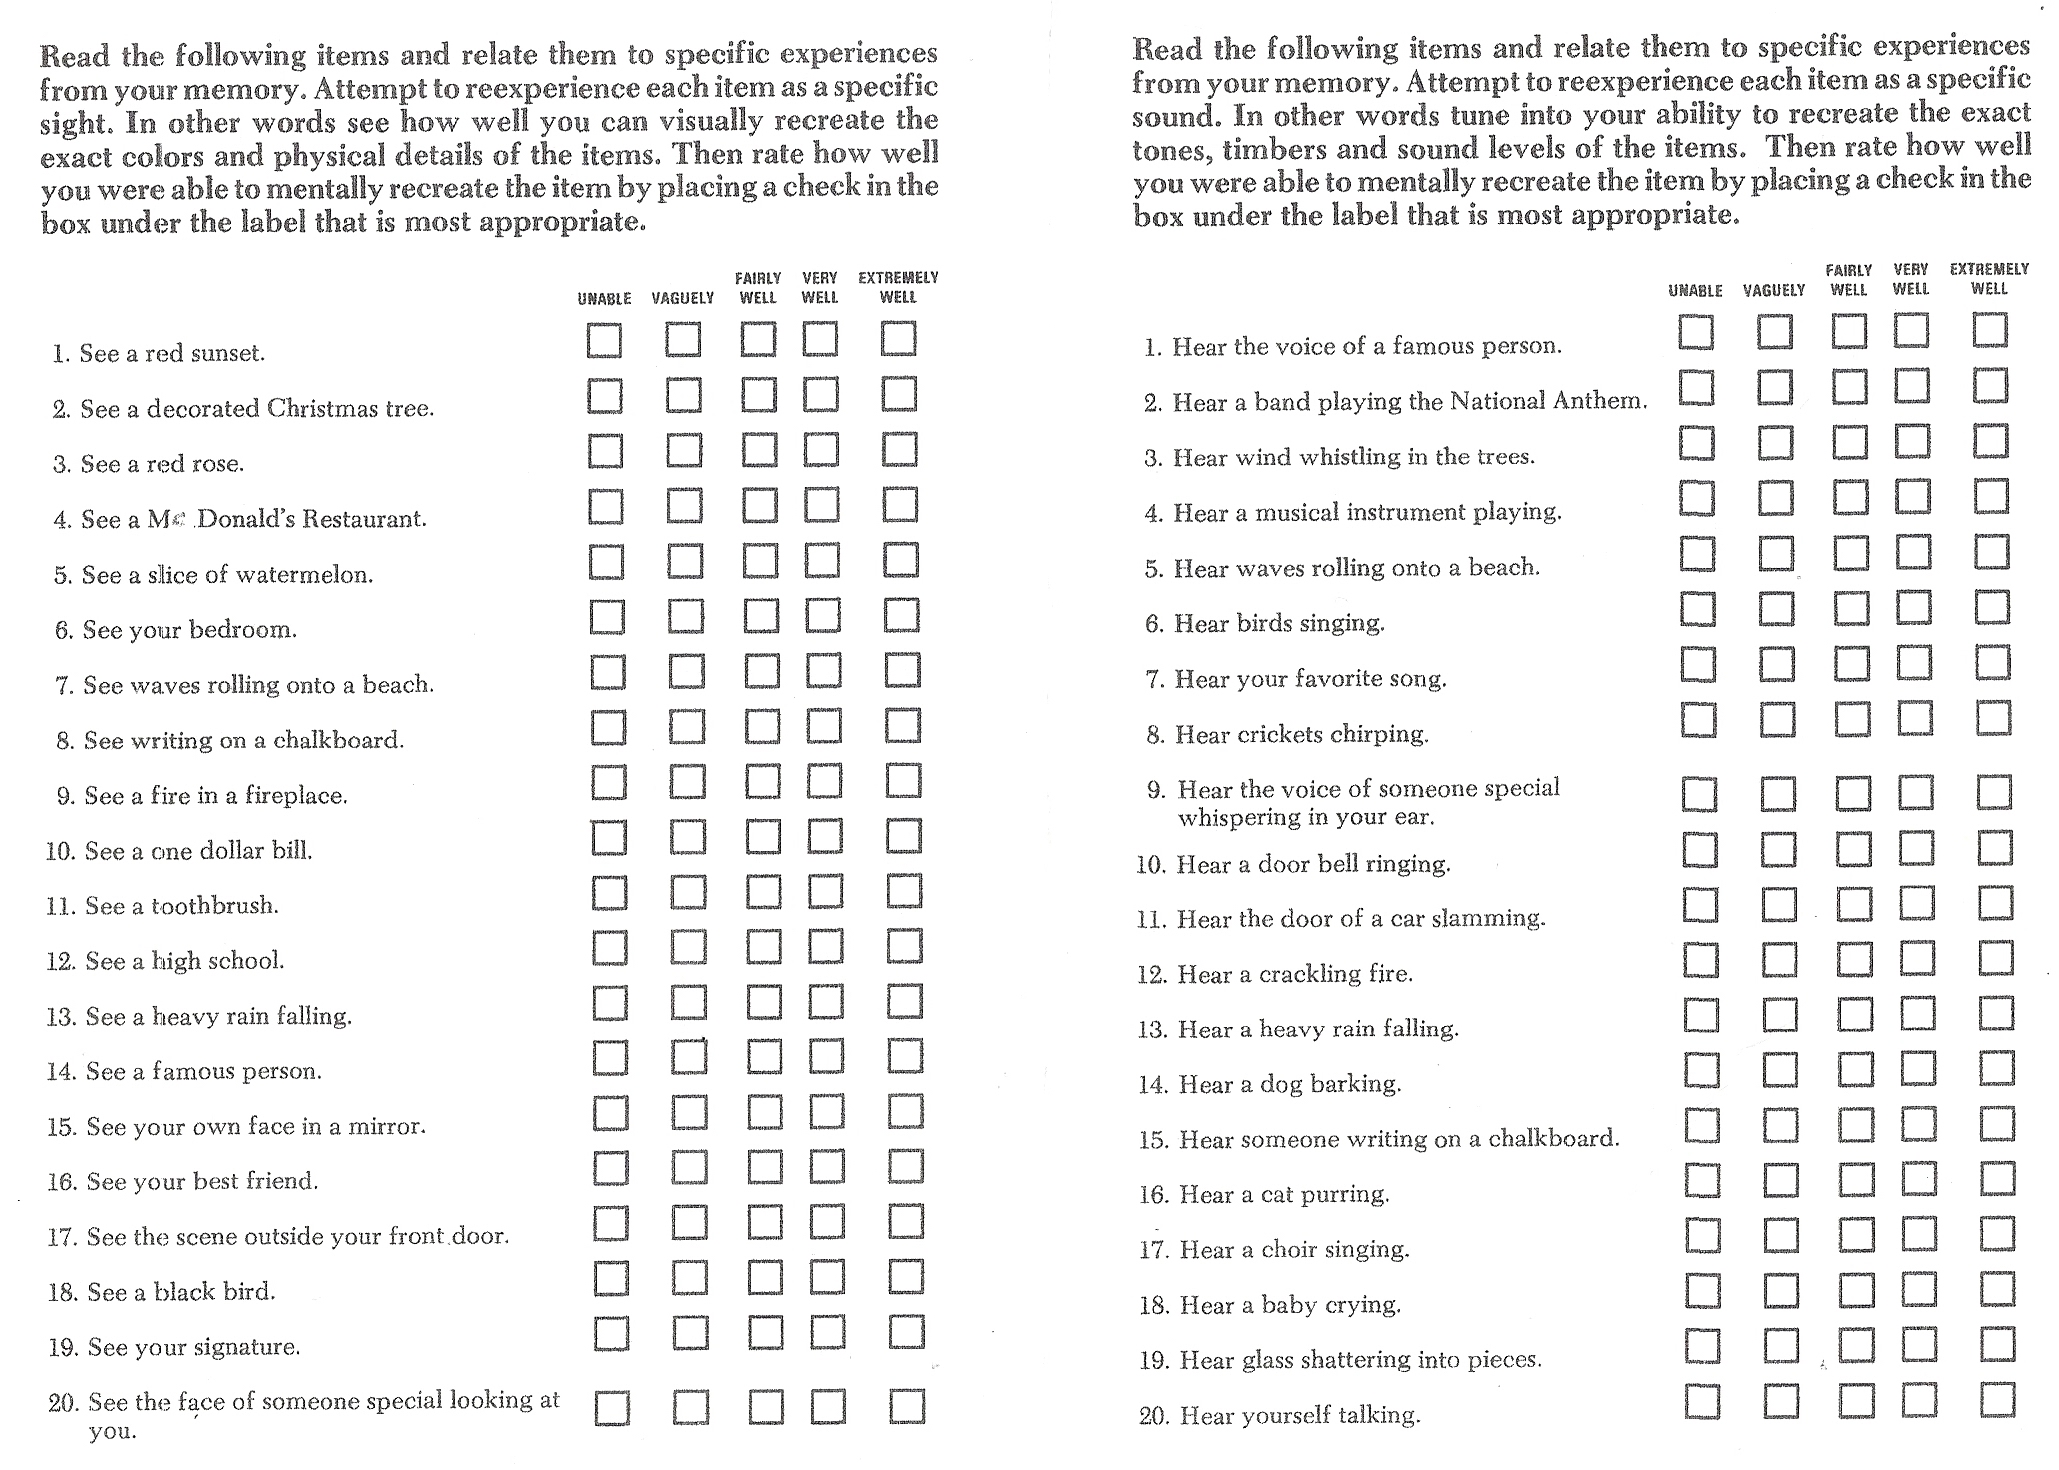 Read the following items and relate them to specific experiences
from your memory. Attempt to reexperience each item as a specific
sight. In other words see how well you can visually recreate the
exact colors and physical details of the items. Then rate how well
you were able to mentally recreate the item by placing a check in the
box under the label that is most appropriate.
FAIRLY VERY EXTREMELY
UNABLE VAGUELY WELL WELL WELL
1. See a red sunset.
2. See a decorated Christmas tree.
3. See a red rose.
4. See a Mc Donald's Restaurant.
5. See a slice of watermelon.
6. See your bedroom.
7. See waves rolling onto a beach.
8. See writing on a chalkboard.
9. See a fire in a fireplace.
10. See a one dollar bill.
11. See a toothbrush.
12. See a high school.
13. See a heavy rain falling.
14. See a famous person.
15. See your own face in a mirror.
16. See your best friend.
17. See the scene outside your front door.
18. See a black bird.
19. See your signature.
20. See the face of someone special looking at
you.
Read the following items and relate them to specific experiences
from your memory. Attempt to reexperience each item as a specific
sound. In other words tune into your ability to recreate the exact
tones, timbers and sound levels of the items. Then rate how well
you were able to mentally recreate the item by placing a check in the
box under the label that is most appropriate.
FAIRLY VERY EXTREMELY
UNABLE VAGUELY WELL WELL WELL
1. Hear the voice of a famous person.
2. Hear a band playing the National Anthem.
3. Hear wind whistling in the trees.
4. Hear a musical instrument playing.
5. Hear waves rolling onto a beach.
6. Hear birds singing.
7. Hear your favorite song.
8. Hear crickets chirping.
9. Hear the voice of someone special
whispering in your ear.
10. Hear a door bell ringing.
11. Hear the door of a car slamming.
12. Hear a crackling fire.
13. Hear a heavy rain falling.
14. Hear a dog barking.
15. Hear someone writing on a chalkboard.
16. Hear a cat purring.
17. Hear a choir singing.
18. Hear a baby crying.
19. Hear glass shattering into pieces.
20. Hear yourself talking.